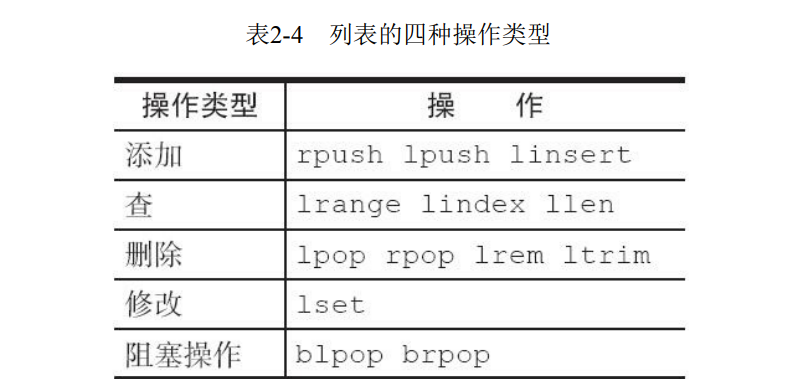 表2-4 列表的四种操作类型
操作类型 操 作
添加 rpush lpush linsert
查 lrange lindex llen
删除 lpop rpop lrem ltrim
修改 lset
阻塞操作 blpop brpop